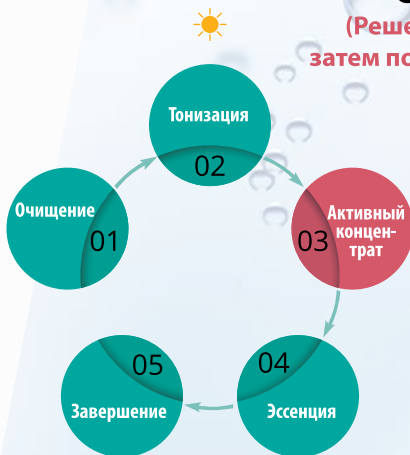 (Реше
затем по
Тонизация
02
Очищение
01
Активный
концен-
трат
03
04
Эссенция
05
Завершение